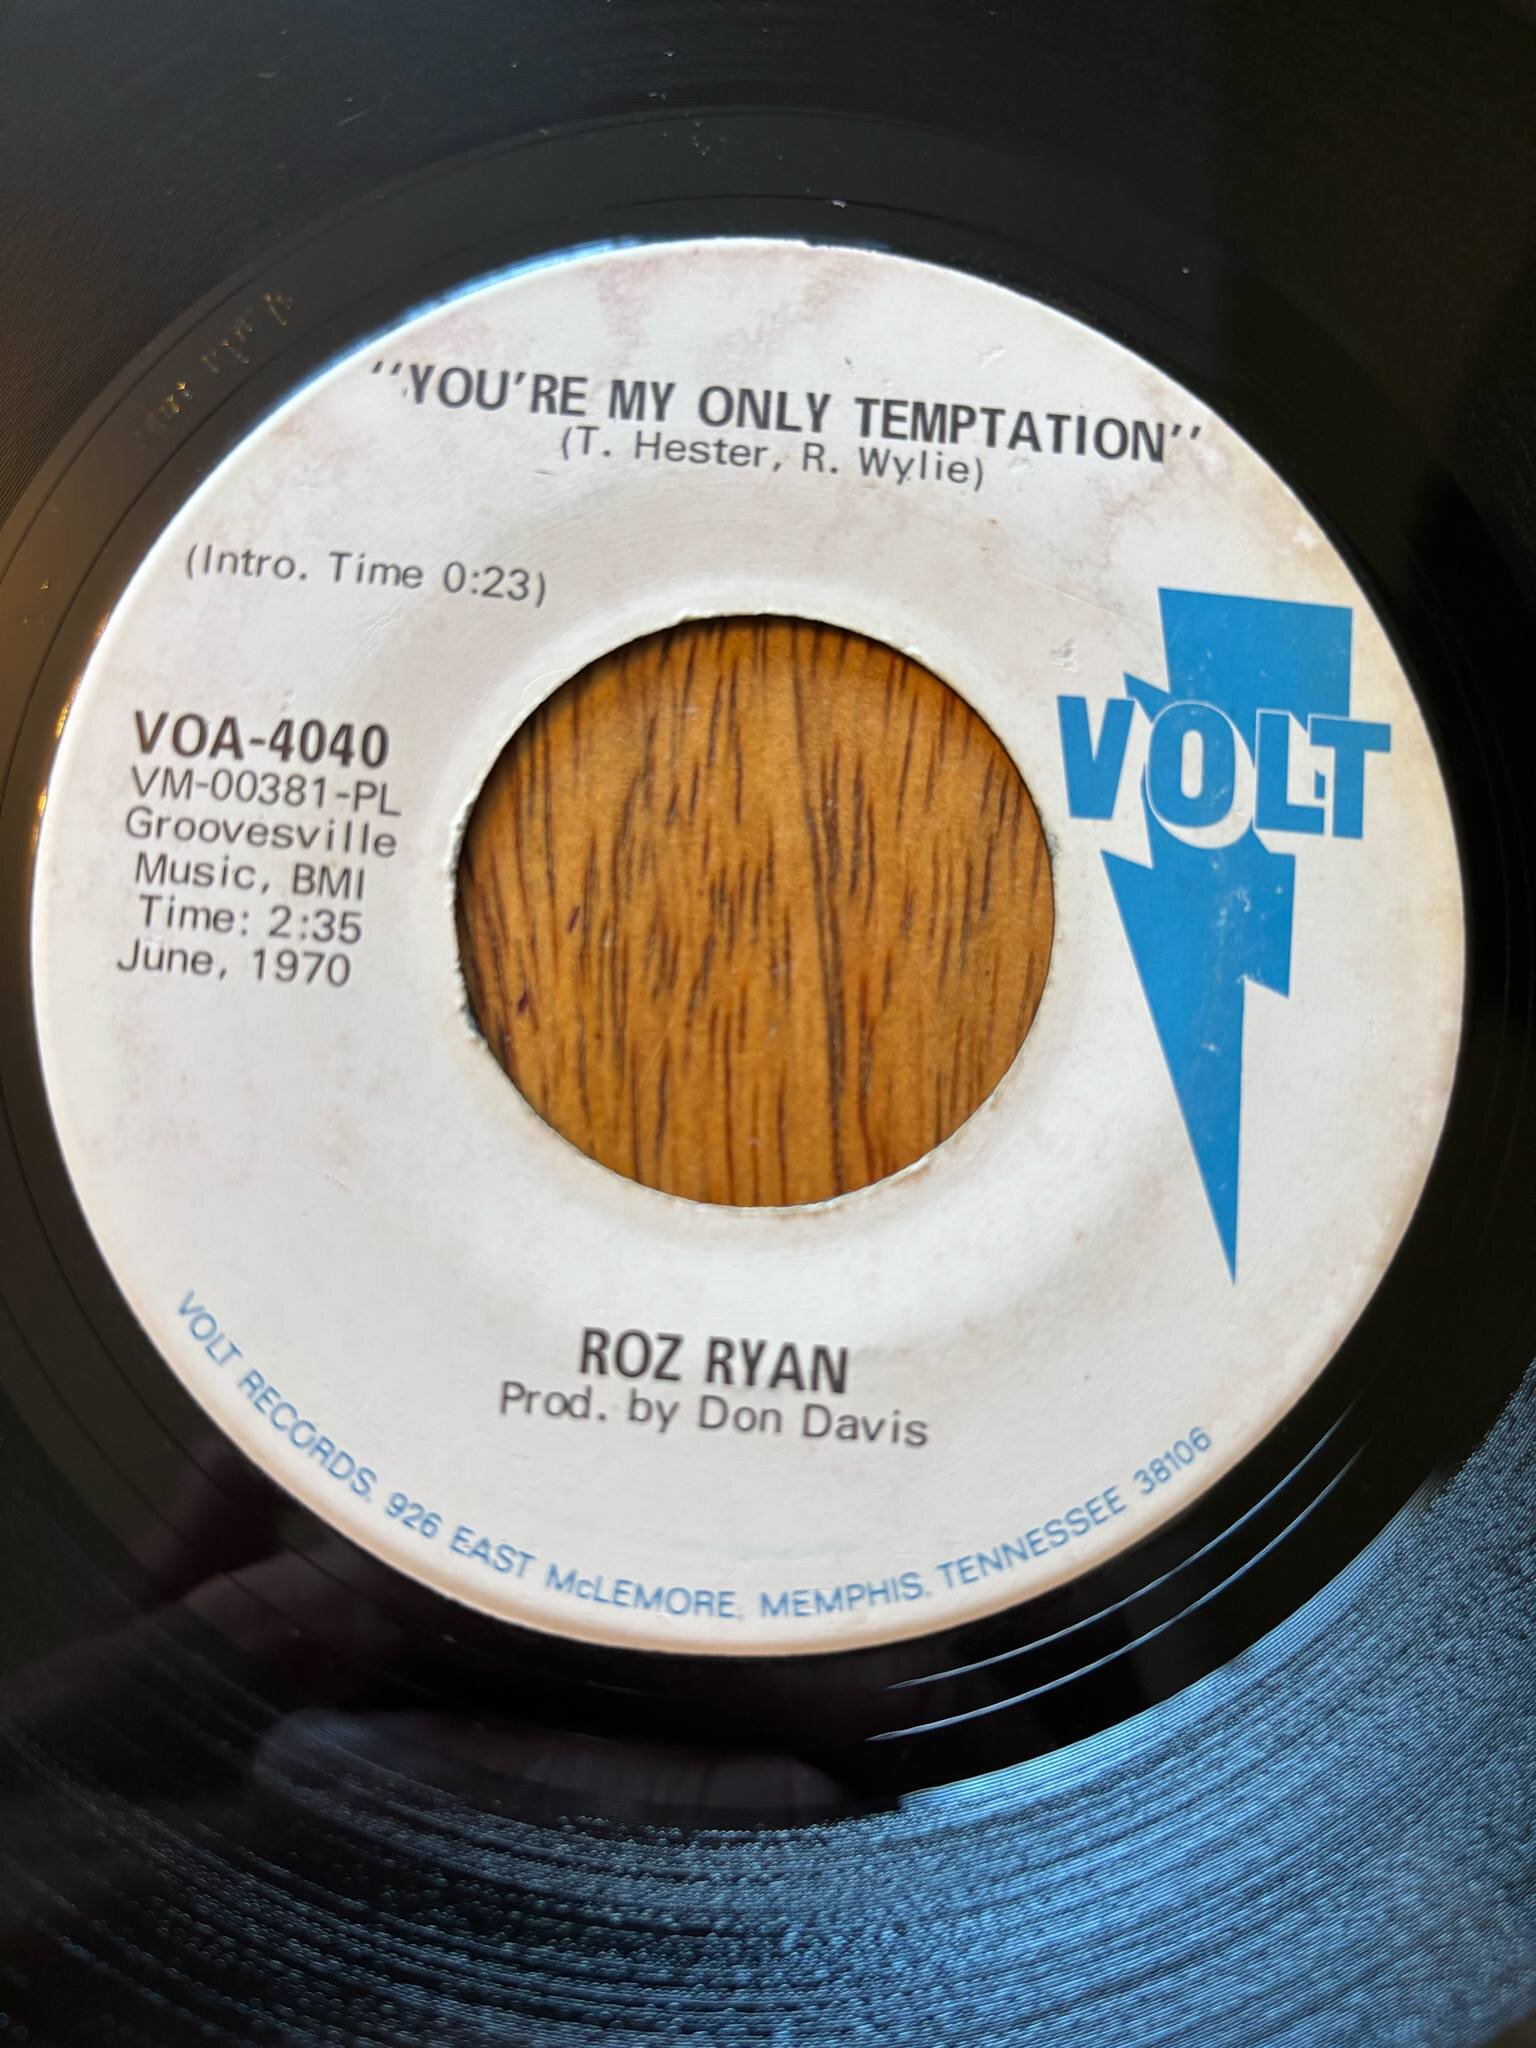 "YOU'RE MY ONLY TEMPTATION"
(T. Hester, R. Wylie)
(Intro. Time 0:23)
VOA-4040
VM-00381-PL
Groovesville
Music, BMI
Time: 2:35
June, 1970
VOLT
ROZ RYAN
Prod. by Don Davis
VOLT RECORDS, 926 EAST McLEMORE, MEMPHIS, TENNESSEE 38106